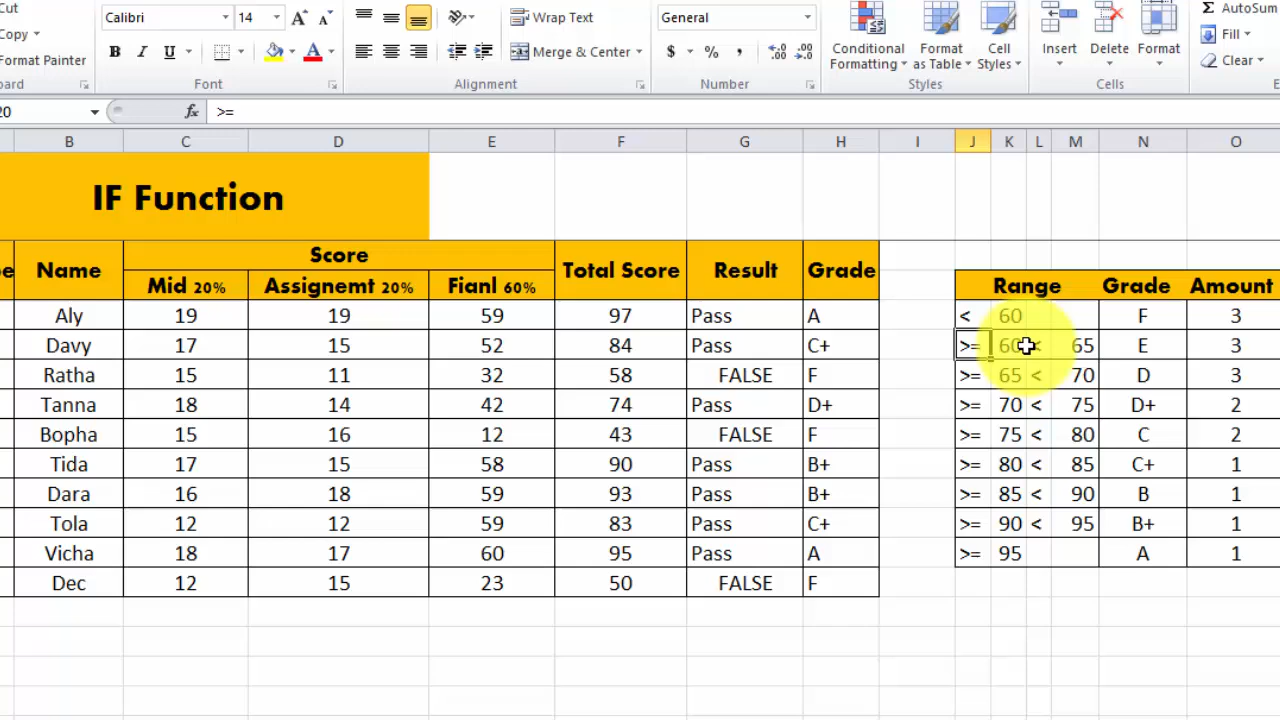 Cut Calibri 14 Wrap Text General AutoSum
Copy Fill
Format Painter B I U Merge & Center $ % , Conditional Formatting Format as Table Cell Styles Insert Delete Format Clear
Font Alignment Number Styles Cells
20 fx >=
B C D E F G H I J K L M N O
IF Function
Name Score Total Score Result Grade
Mid 20% Assignemt 20% Fianl 60% Range Grade Amount
Aly 19 19 59 97 Pass A < 60 F 3
Davy 17 15 52 84 Pass C+ >= 60 < 65 E 3
Ratha 15 11 32 58 FALSE F >= 65 < 70 D 3
Tanna 18 14 42 74 Pass D+ >= 70 < 75 D+ 2
Bopha 15 16 12 43 FALSE F >= 75 < 80 C 2
Tida 17 15 58 90 Pass B+ >= 80 < 85 C+ 1
Dara 16 18 59 93 Pass B+ >= 85 < 90 B 1
Tola 12 12 59 83 Pass C+ >= 90 < 95 B+ 1
Vicha 18 17 60 95 Pass A >= 95 A 1
Dec 12 15 23 50 FALSE F